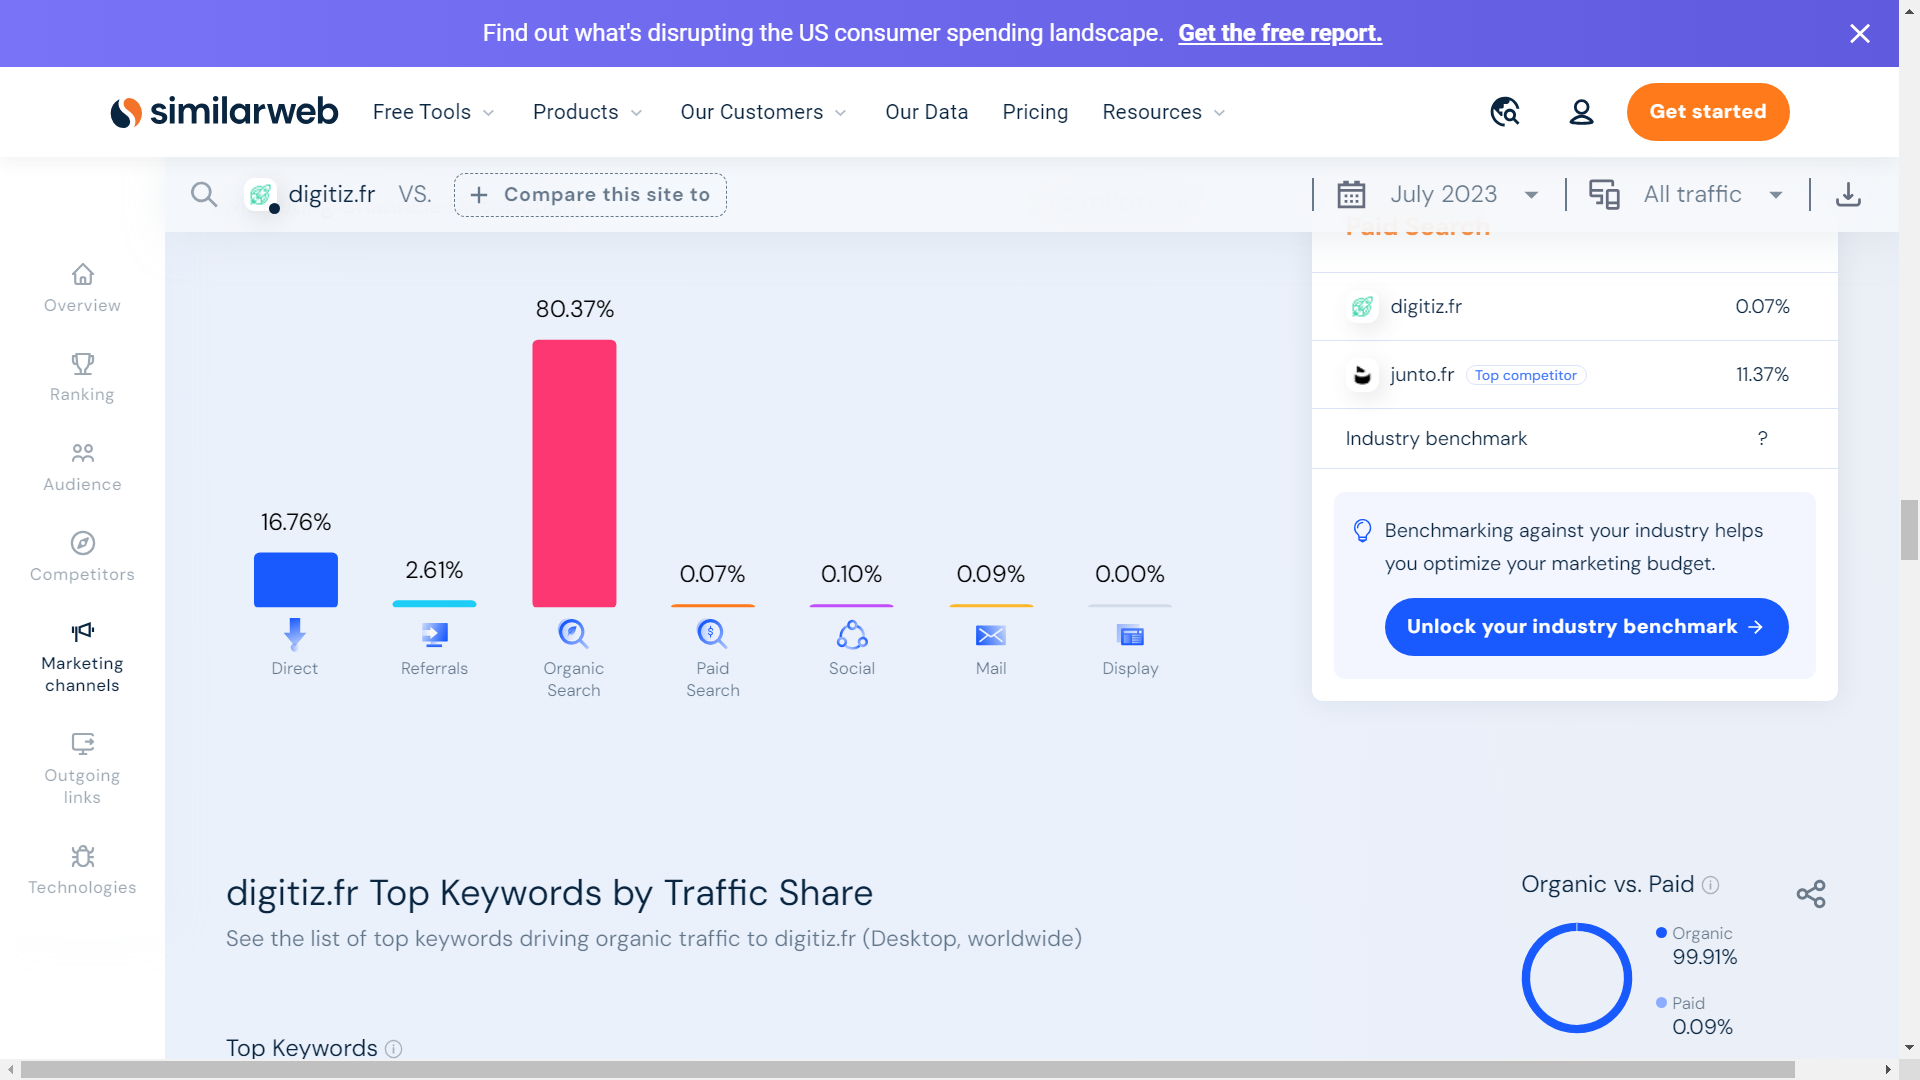 Find out what's disrupting the US consumer spending landscape. Get the free report.
similarweb
Free Tools
Products
Our Customers
Our Data
Pricing
Resources
Get started
digitiz.fr
VS.
+ Compare this site to
July 2023
All traffic
Paid Search
Overview
Ranking
Audience
Competitors
Marketing
channels
Outgoing
links
Technologies
16.76%
2.61%
80.37%
0.07%
0.10%
0.09%
0.00%
Direct
Referrals
Organic
Search
Paid
Search
Social
Mail
Display
digitiz.fr 0.07%
junto.fr Top competitor 11.37%
Industry benchmark ?
Benchmarking against your industry helps
you optimize your marketing budget.
Unlock your industry benchmark →
digitiz.fr Top Keywords by Traffic Share
See the list of top keywords driving organic traffic to digitiz.fr (Desktop, worldwide)
Top Keywords
Organic vs. Paid
Organic
99.91%
Paid
0.09%